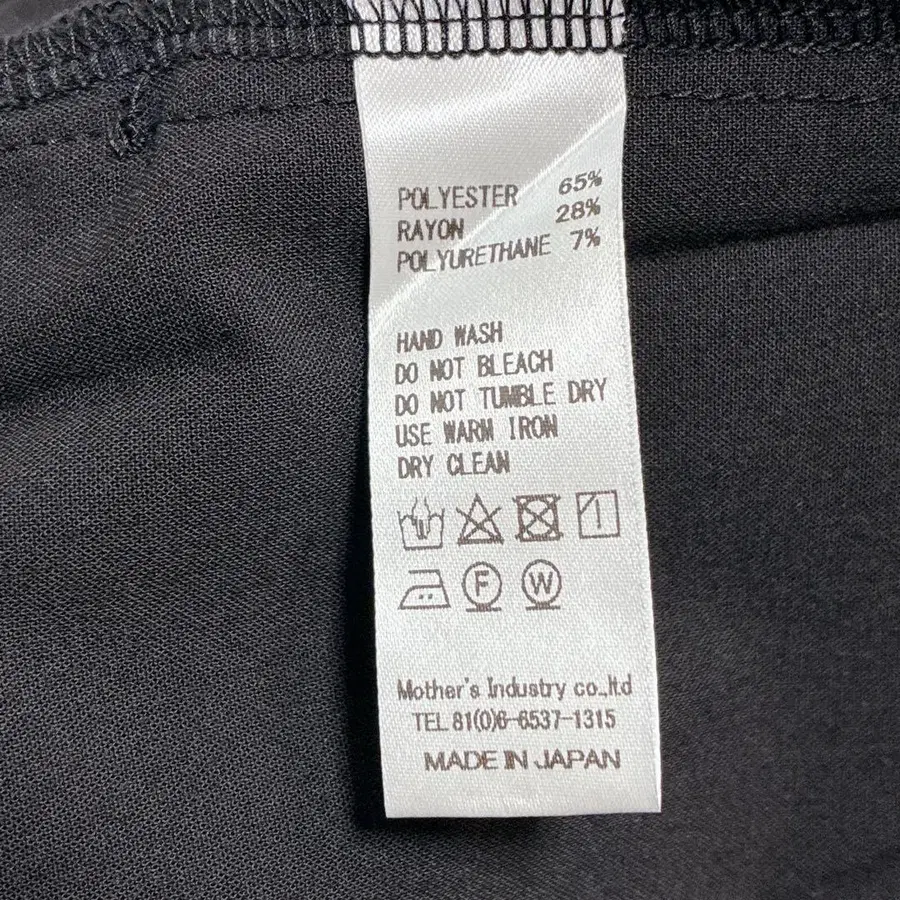 POLYESTER 65%
RAYON 28%
POLYURETHANE 7%
HAND WASH
DO NOT BLEACH
DO NOT TUMBLE DRY
USE WARM IRON
DRY CLEAN
F W
Mother's Industry co.,ltd
TEL 81(0)6-6537-1315
MADE IN JAPAN